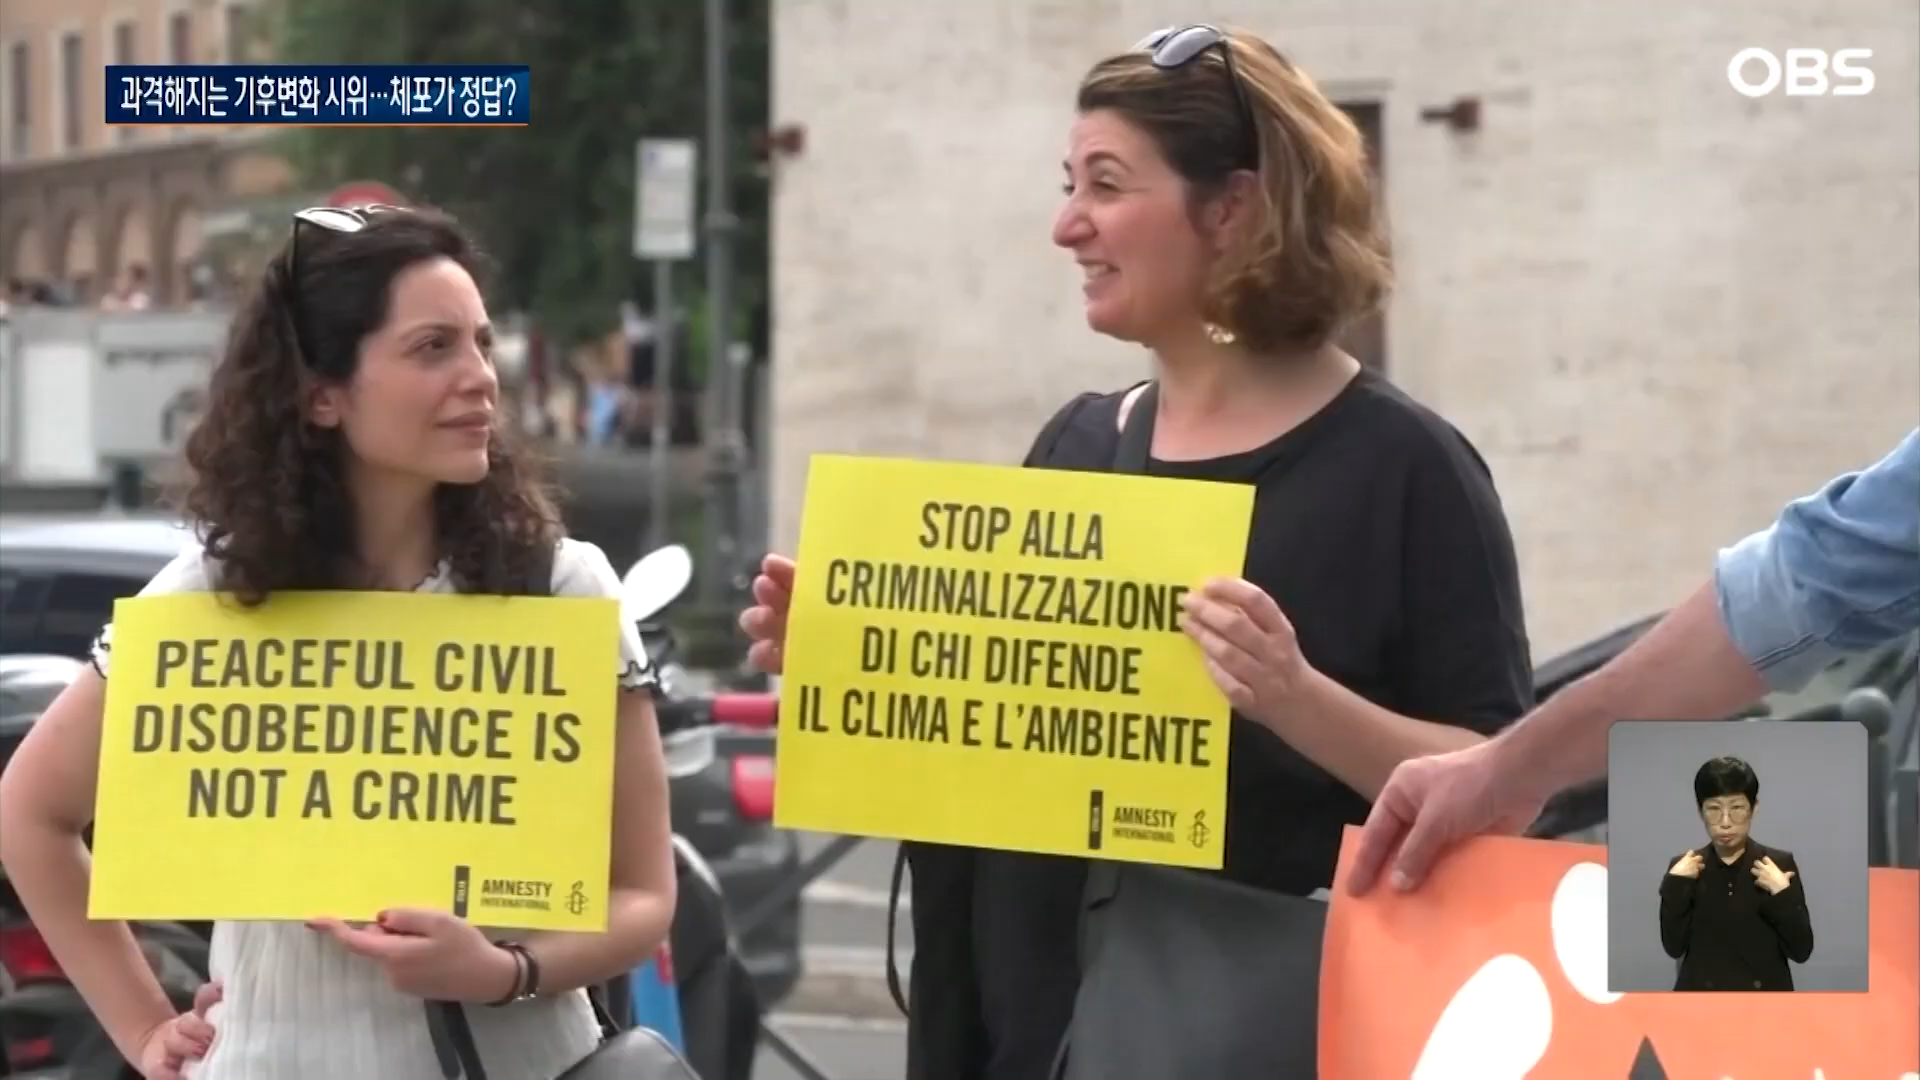 과격해지는 기후변화 시위…체포가 정답?
OBS
PEACEFUL CIVIL
DISOBEDIENCE IS
NOT A CRIME
AMNESTY
INTERNATIONAL
STOP ALLA
CRIMINALIZZAZIONE
DI CHI DIFENDE
IL CLIMA E L'AMBIENTE
AMNESTY
INTERNATIONAL